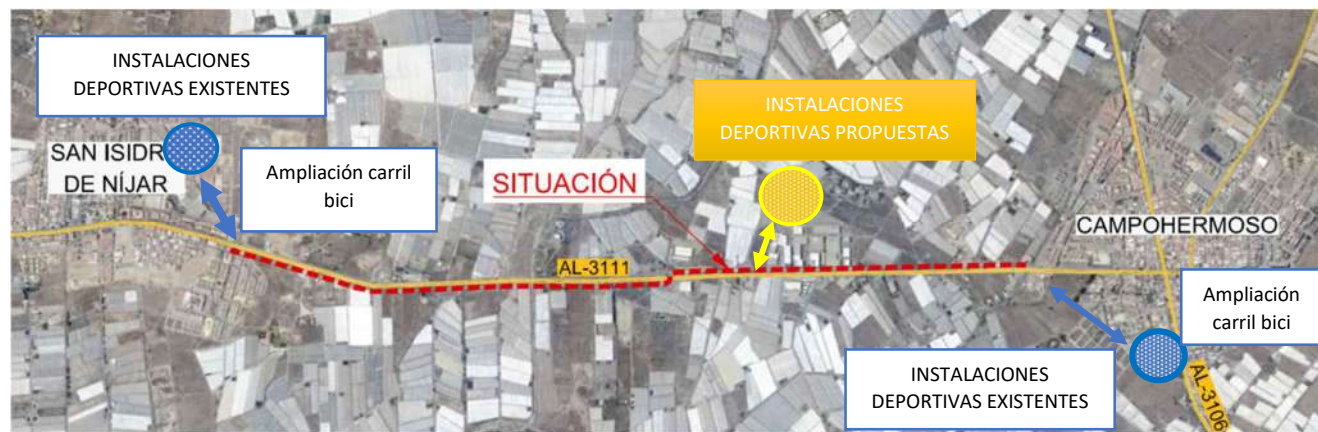 INSTALACIONES
DEPORTIVAS EXISTENTES
SAN ISIDR
DE NÍJAR
Ampliación carril
bici
SITUACIÓN
INSTALACIONES
DEPORTIVAS PROPUESTAS
AL-3111
CAMPOHERMOSO
Ampliación
carril bici
INSTALACIONES
DEPORTIVAS EXISTENTES
AL-3106